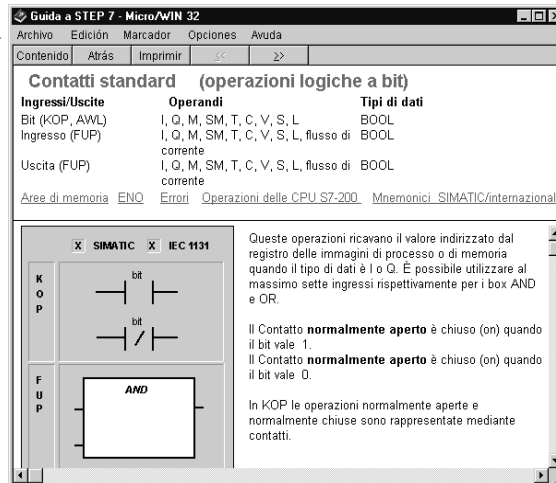 Guida a STEP 7 - Micro/WIN 32
Archivo Edición Marcador Opciones Avuda
Contenido Atrás Imprimir << >>
Contatti standard (operazioni logiche a bit)
Ingressi/Uscite Operandi Tipi di dati
Bit (KOP, AWL) I, Q, M, SM, T, C, V, S, L BOOL
Ingresso (FUP) I, Q, M, SM, T, C, V, S, L, flusso di BOOL
corrente
Uscita (FUP) I, Q, M, SM, T, C, V, S, L, flusso di BOOL
corrente
Aree di memoria ENO Errori Operazioni delle CPU S7-200 Mnemonici SIMATIC/internazional
X SIMATIC X IEC 1131
KOP
bit
bit
/
FUP
AND
Queste operazioni ricavano il valore indirizzato dal
registro delle immagini di processo o di memoria
quando il tipo di dati è I o Q. È possibile utilizzare al
massimo sette ingressi rispettivamente per i box AND
e OR.
Il Contatto normalmente aperto è chiuso (on) quando
il bit vale 1.
Il Contatto normalmente aperto è chiuso (on) quando
il bit vale 0.
In KOP le operazioni normalmente aperte e
normalmente chiuse sono rappresentate mediante
contatti.